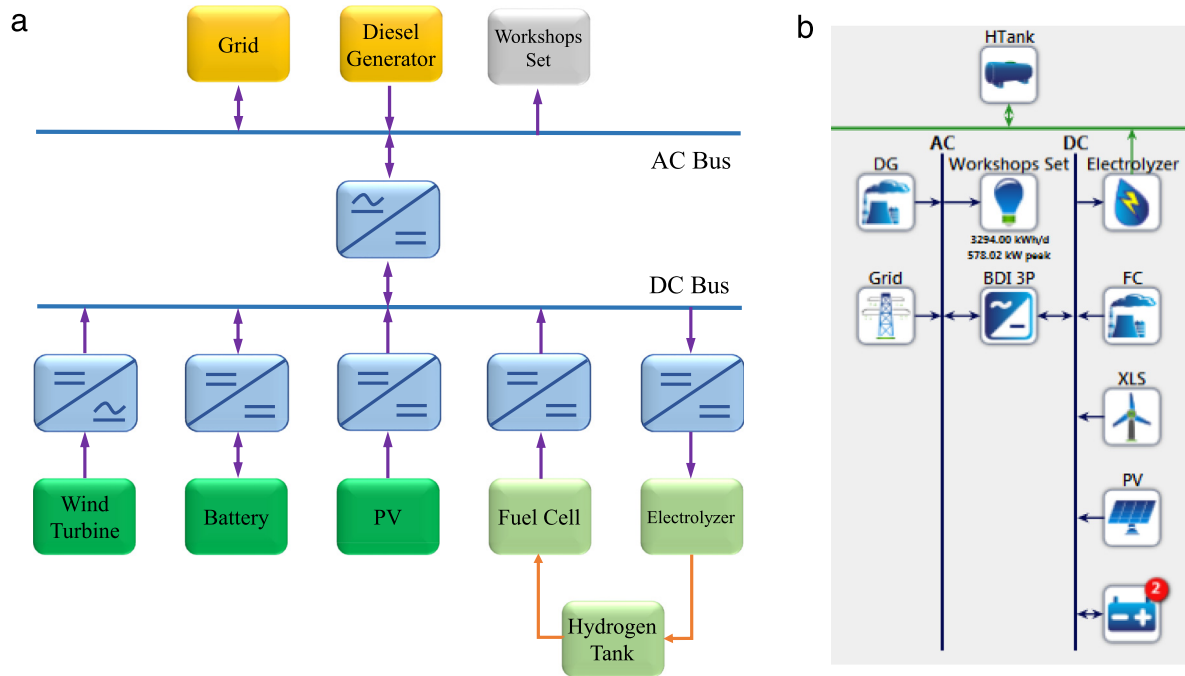 a
Grid
Diesel
Generator
Workshops
Set
AC Bus
DC Bus
Wind
Turbine
Battery
PV
Fuel Cell
Electrolyzer
Hydrogen
Tank
b
HTank
AC
DC
DG
Workshops Set
Electrolyzer
3294.00 kWh/d
578.02 kW peak
Grid
BDI 3P
FC
XLS
PV
2